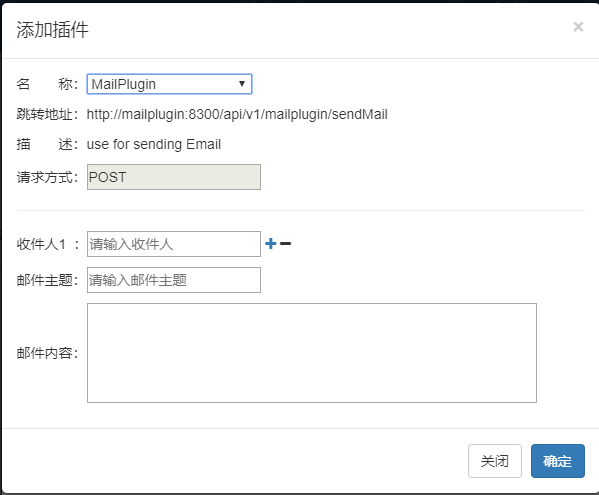 添加插件 ×
名 称： MailPlugin
跳转地址：http://mailplugin:8300/api/v1/mailplugin/sendMail
描 述：use for sending Email
请求方式：POST
收件人1 ：请输入收件人
邮件主题：请输入邮件主题
邮件内容：
关闭 确定